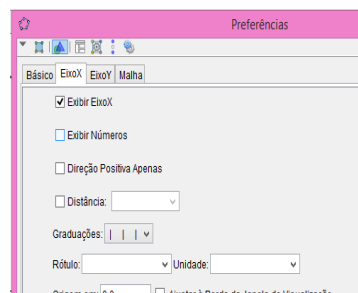 Preferências
Básico EixoX EixoY Malha
Exibir EixoX
Exibir Números
Direção Positiva Apenas
Distância:
Graduações:
Rótulo: Unidade: